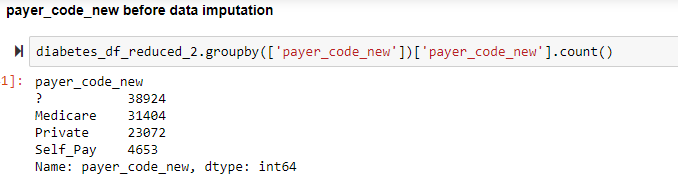 payer_code_new before data imputation
diabetes_df_reduced_2.groupby(['payer_code_new'])['payer_code_new'].count()
1]: payer_code_new
? 38924
Medicare 31404
Private 23072
Self_Pay 4653
Name: payer_code_new, dtype: int64